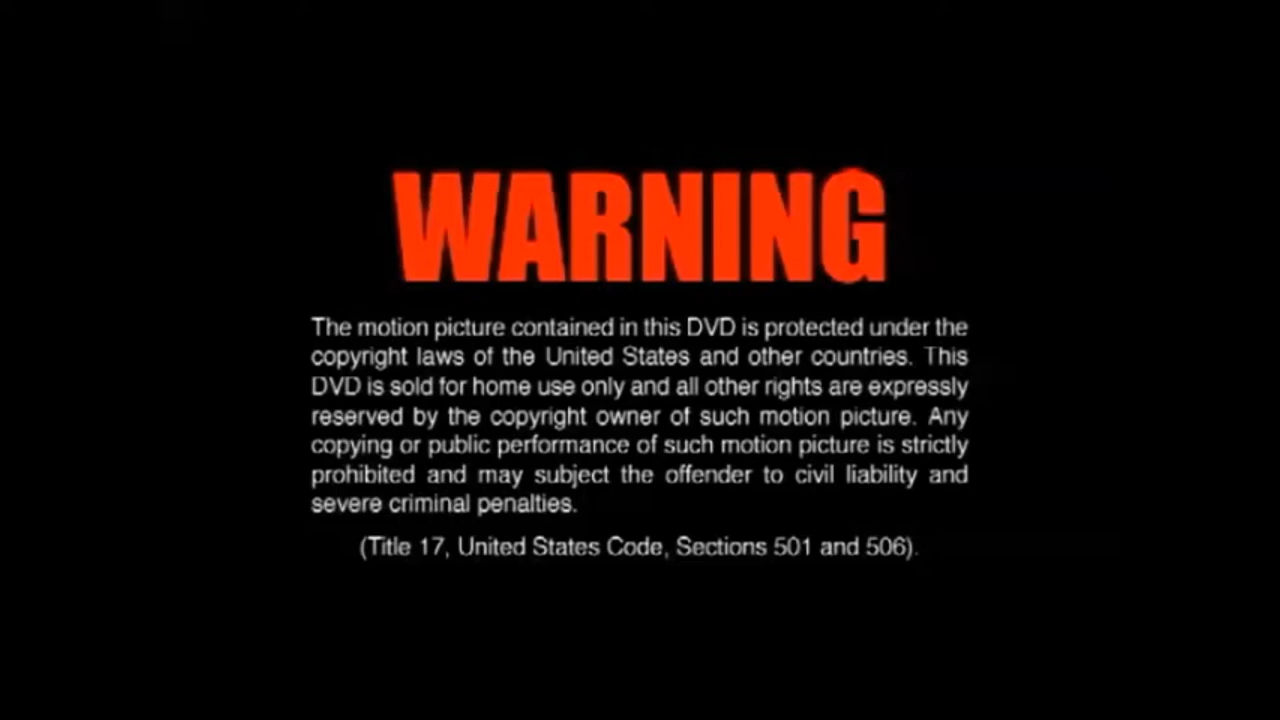 WARNING
The motion picture contained in this DVD is protected under the
copyright laws of the United States and other countries. This
DVD is sold for home use only and all other rights are expressly
reserved by the copyright owner of such motion picture. Any
copying or public performance of such motion picture is strictly
prohibited and may subject the offender to civil liability and
severe criminal penalties.
(Title 17, United States Code, Sections 501 and 506).